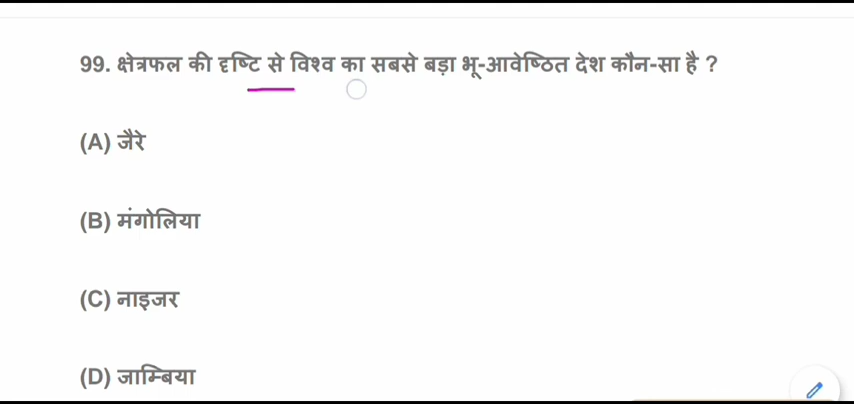 99. क्षेत्रफल की दृष्टि से विश्व का सबसे बड़ा भू-आवेष्ठित देश कौन-सा है ?
(A) जैरे
(B) मंगोलिया
(C) नाइजर
(D) जाम्बिया